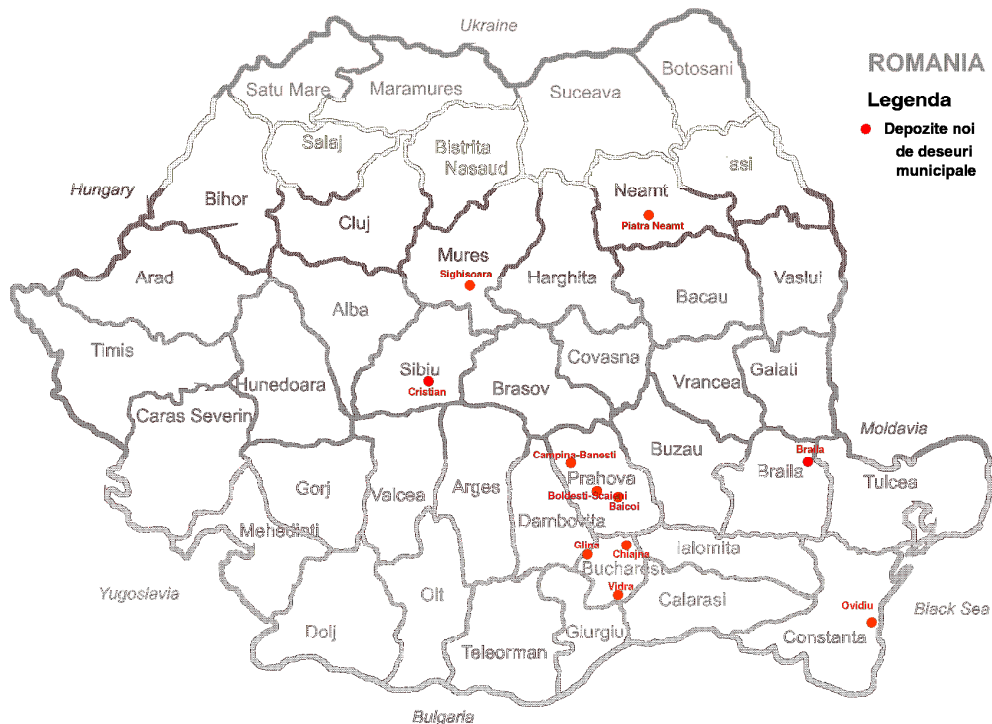 Ukraine
ROMANIA
Legenda
Depozite noi
de deseuri
municipale
Botosani
Satu Mare
Maramures
Suceava
Salaj
Bistrita
Nasaud
iasi
Hungary
Bihor
Cluj
Neamt
Piatra Neamt
Mures
Sighisoara
Harghita
Arad
Alba
Bacau
Vaslui
Timis
Hunedoara
Sibiu
Cristian
Brasov
Covasna
Vrancea
Galati
Caras Severin
Moldavia
Campina-Banesti
Buzau
Braila
Braila
Tulcea
Gorj
Valcea
Arges
Prahova
Boldesti-Scaieni
Baicoi
Dambovita
Mehedinti
Glina
Chiajna
Ialomita
Bucharest
Yugoslavia
Olt
Vidra
Calarasi
Ovidiu
Black Sea
Dolj
Teleorman
Giurgiu
Constanta
Bulgaria